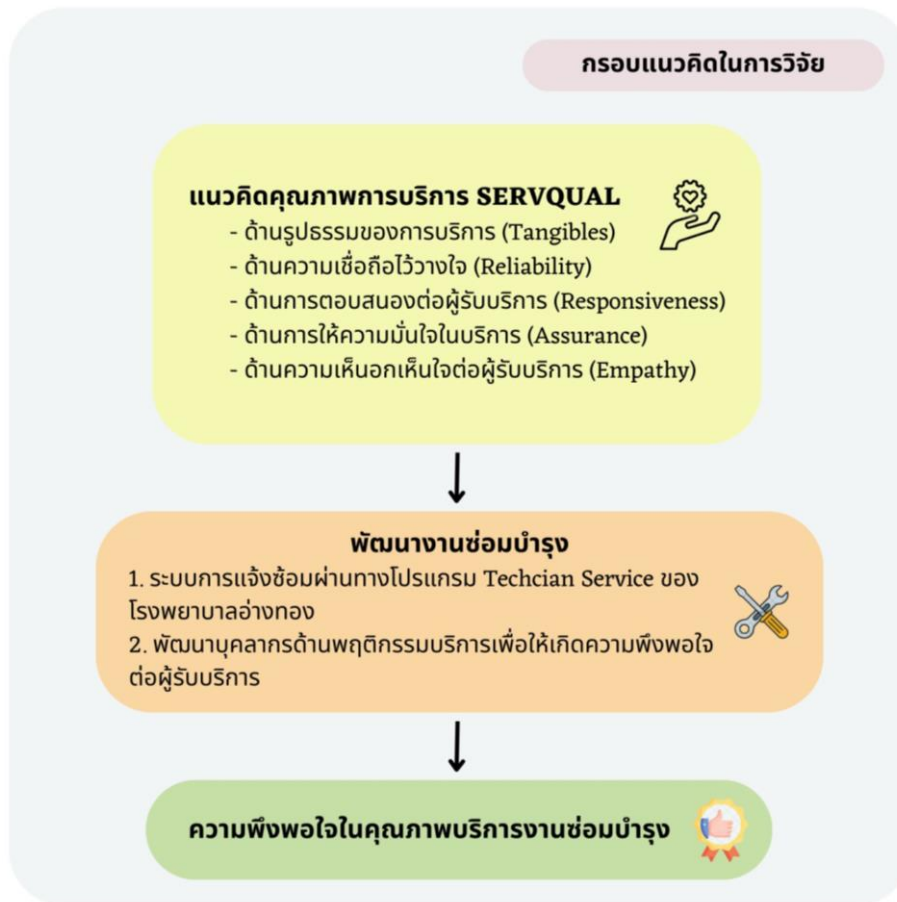 กรอบแนวคิดในการวิจัย
แนวคิดคุณภาพการบริการ SERVQUAL
- ด้านรูปธรรมของการบริการ (Tangibles)
- ด้านความเชื่อถือไว้วางใจ (Reliability)
- ด้านการตอบสนองต่อผู้รับบริการ (Responsiveness)
- ด้านการให้ความมั่นใจในบริการ (Assurance)
- ด้านความเห็นอกเห็นใจต่อผู้รับบริการ (Empathy)
พัฒนางานซ่อมบำรุง
1. ระบบการแจ้งซ้อมผ่านทางโปรแกรม Techcian Service ของ
โรงพยาบาลอ่างทอง
2. พัฒนาบุคลากรด้านพฤติกรรมบริการเพื่อให้เกิดความพึงพอใจ
ต่อผู้รับบริการ
ความพึงพอใจในคุณภาพบริการงานซ่อมบำรุง